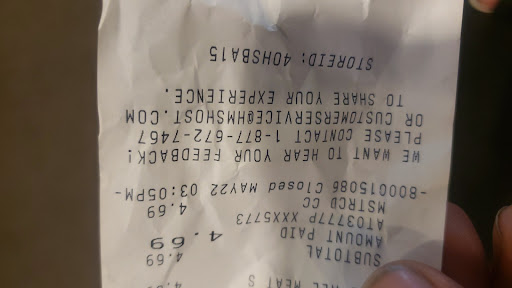 MEAT S
SUBTOTAL 4.69
AMOUNT PAID 4.69
AT03777P XXX5773
MSTRCD CC 4.69
-800015086 Closed MAY22 03:05PM-
WE WANT TO HEAR YOUR FEEDBACK!
PLEASE CONTACT 1-877-672-7467
OR CUSTOMERSERVICE@HMSHOST.COM
TO SHARE YOUR EXPERIENCE.
STOREID: 40HSBA15